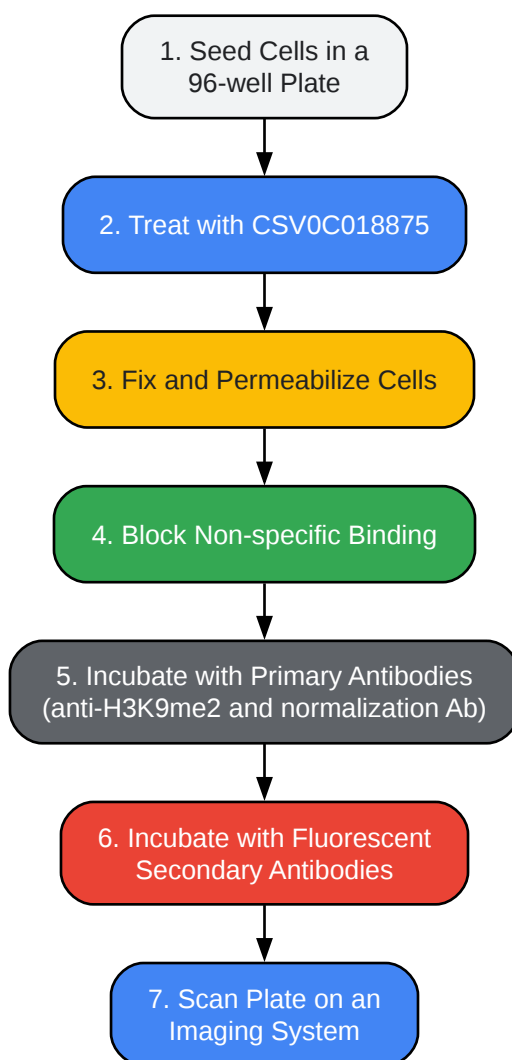 1. Seed Cells in a
96-well Plate
2. Treat with CSV0C018875
3. Fix and Permeabilize Cells
4. Block Non-specific Binding
5. Incubate with Primary Antibodies
(anti-H3K9me2 and normalization Ab)
6. Incubate with Fluorescent
Secondary Antibodies
7. Scan Plate on an
Imaging System